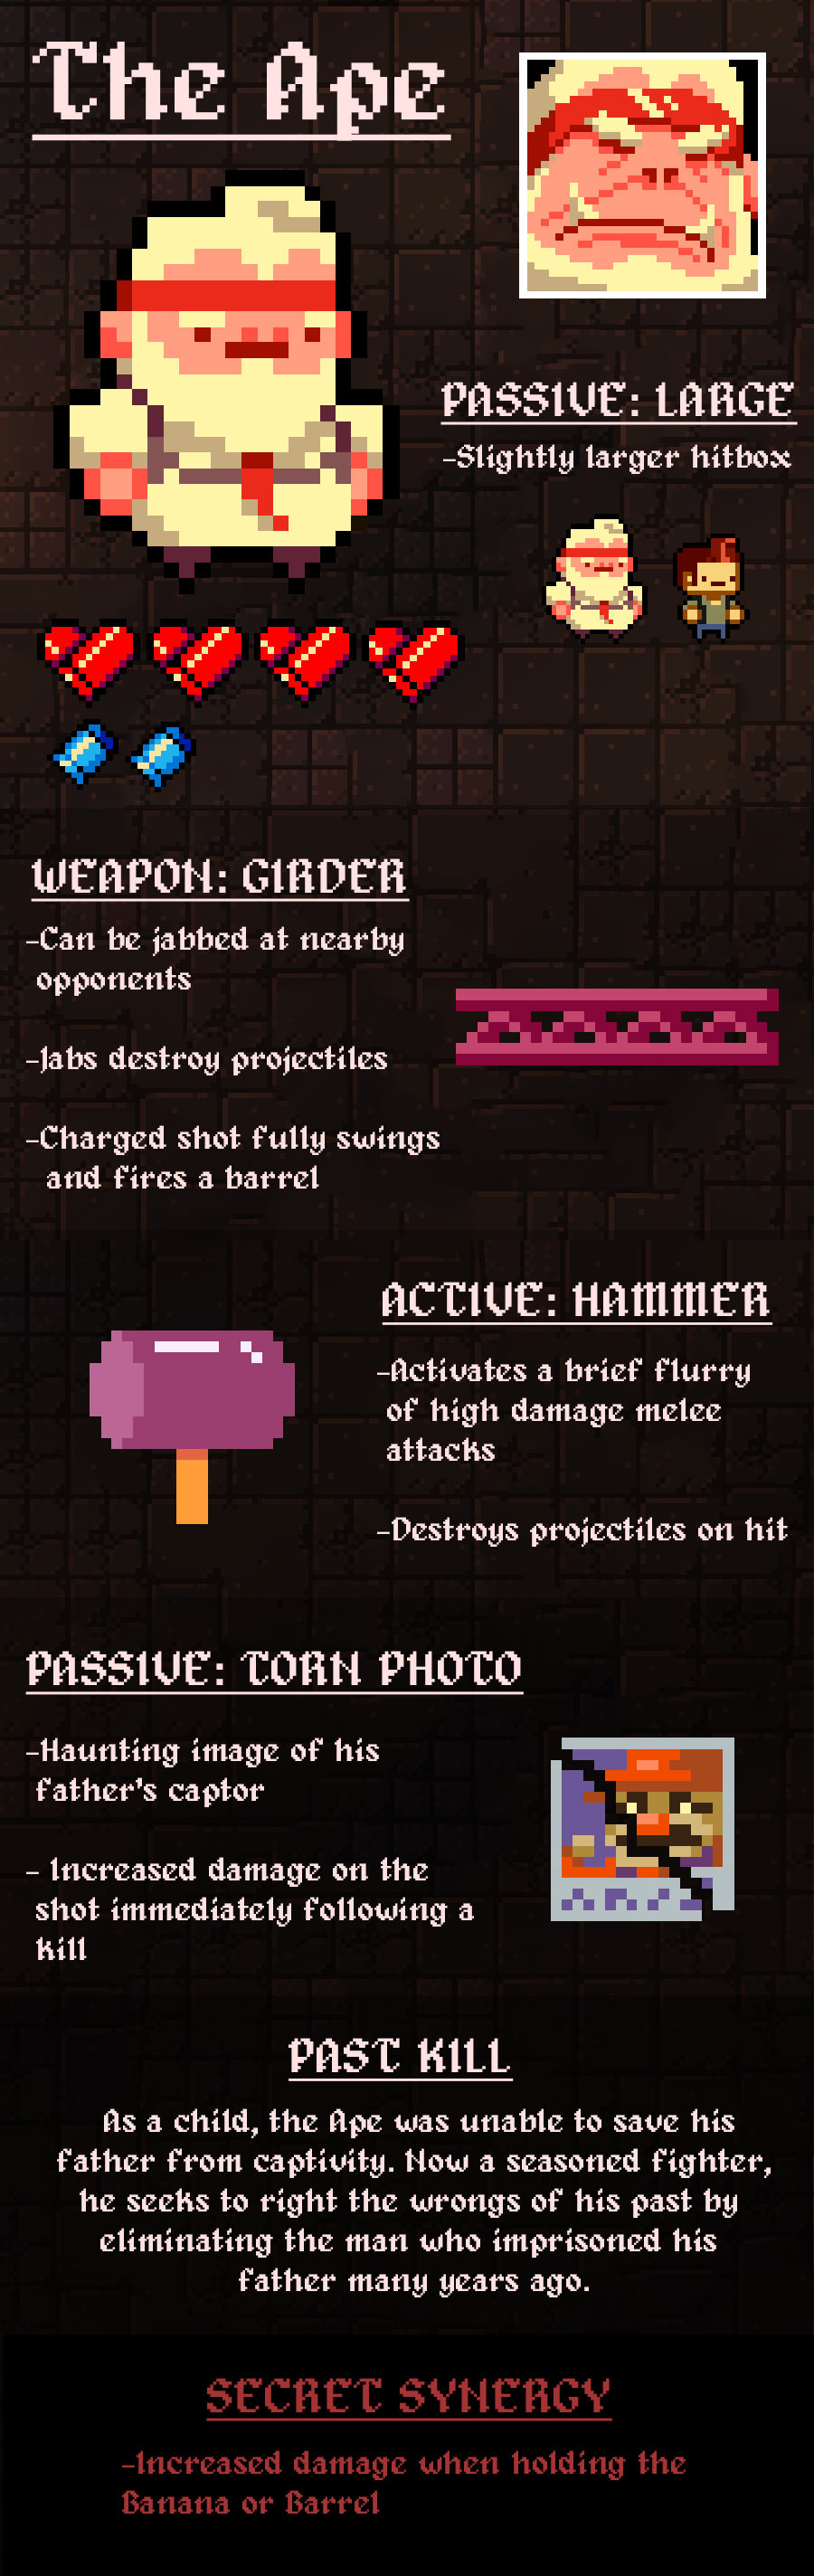 The Ape
PASSIVE: LARGE
-Slightly larger hitbox
WEAPON: GIRDER
-Can be jabbed at nearby
opponents
-Jabs destroy projectiles
-Charged shot fully swings
and fires a barrel
ACTIVE: HAMMER
-Activates a brief flurry
of high damage melee
attacks
-Destroys projectiles on hit
PASSIVE: TORN PHOTO
-Haunting image of his
father's captor
- Increased damage on the
shot immediately following a
kill
PAST KILL
As a child, the Ape was unable to save his
father from captivity. Now a seasoned fighter,
he seeks to right the wrongs of his past by
eliminating the man who imprisoned his
father many years ago.
SECRET SYNERGY
-Increased damage when holding the
Banana or Barrel